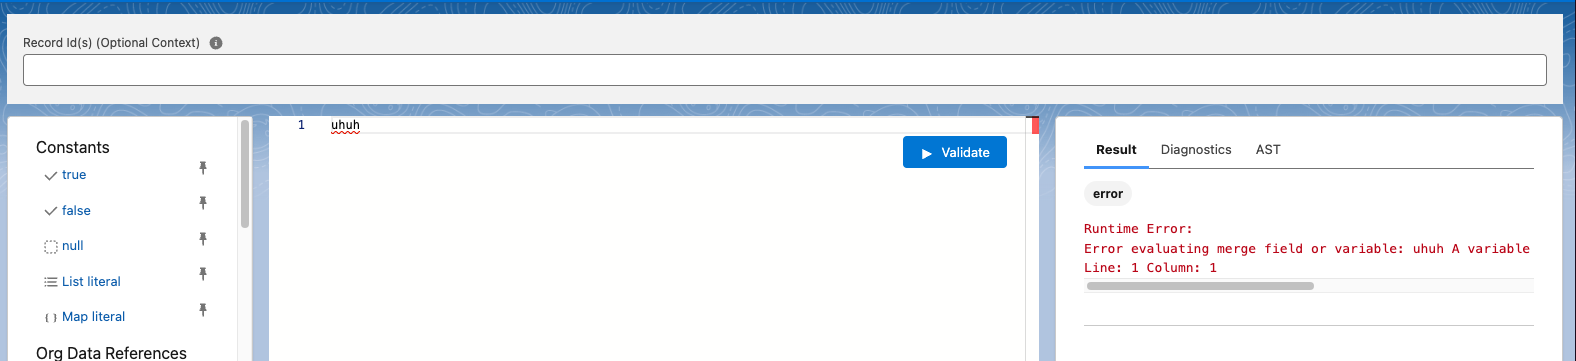 Record Id(s) (Optional Context)
Constants
true
false
null
List literal
Map literal
Org Data References
1 uhuh
Validate
Result Diagnostics AST
error
Runtime Error:
Error evaluating merge field or variable: uhuh A variable
Line: 1 Column: 1